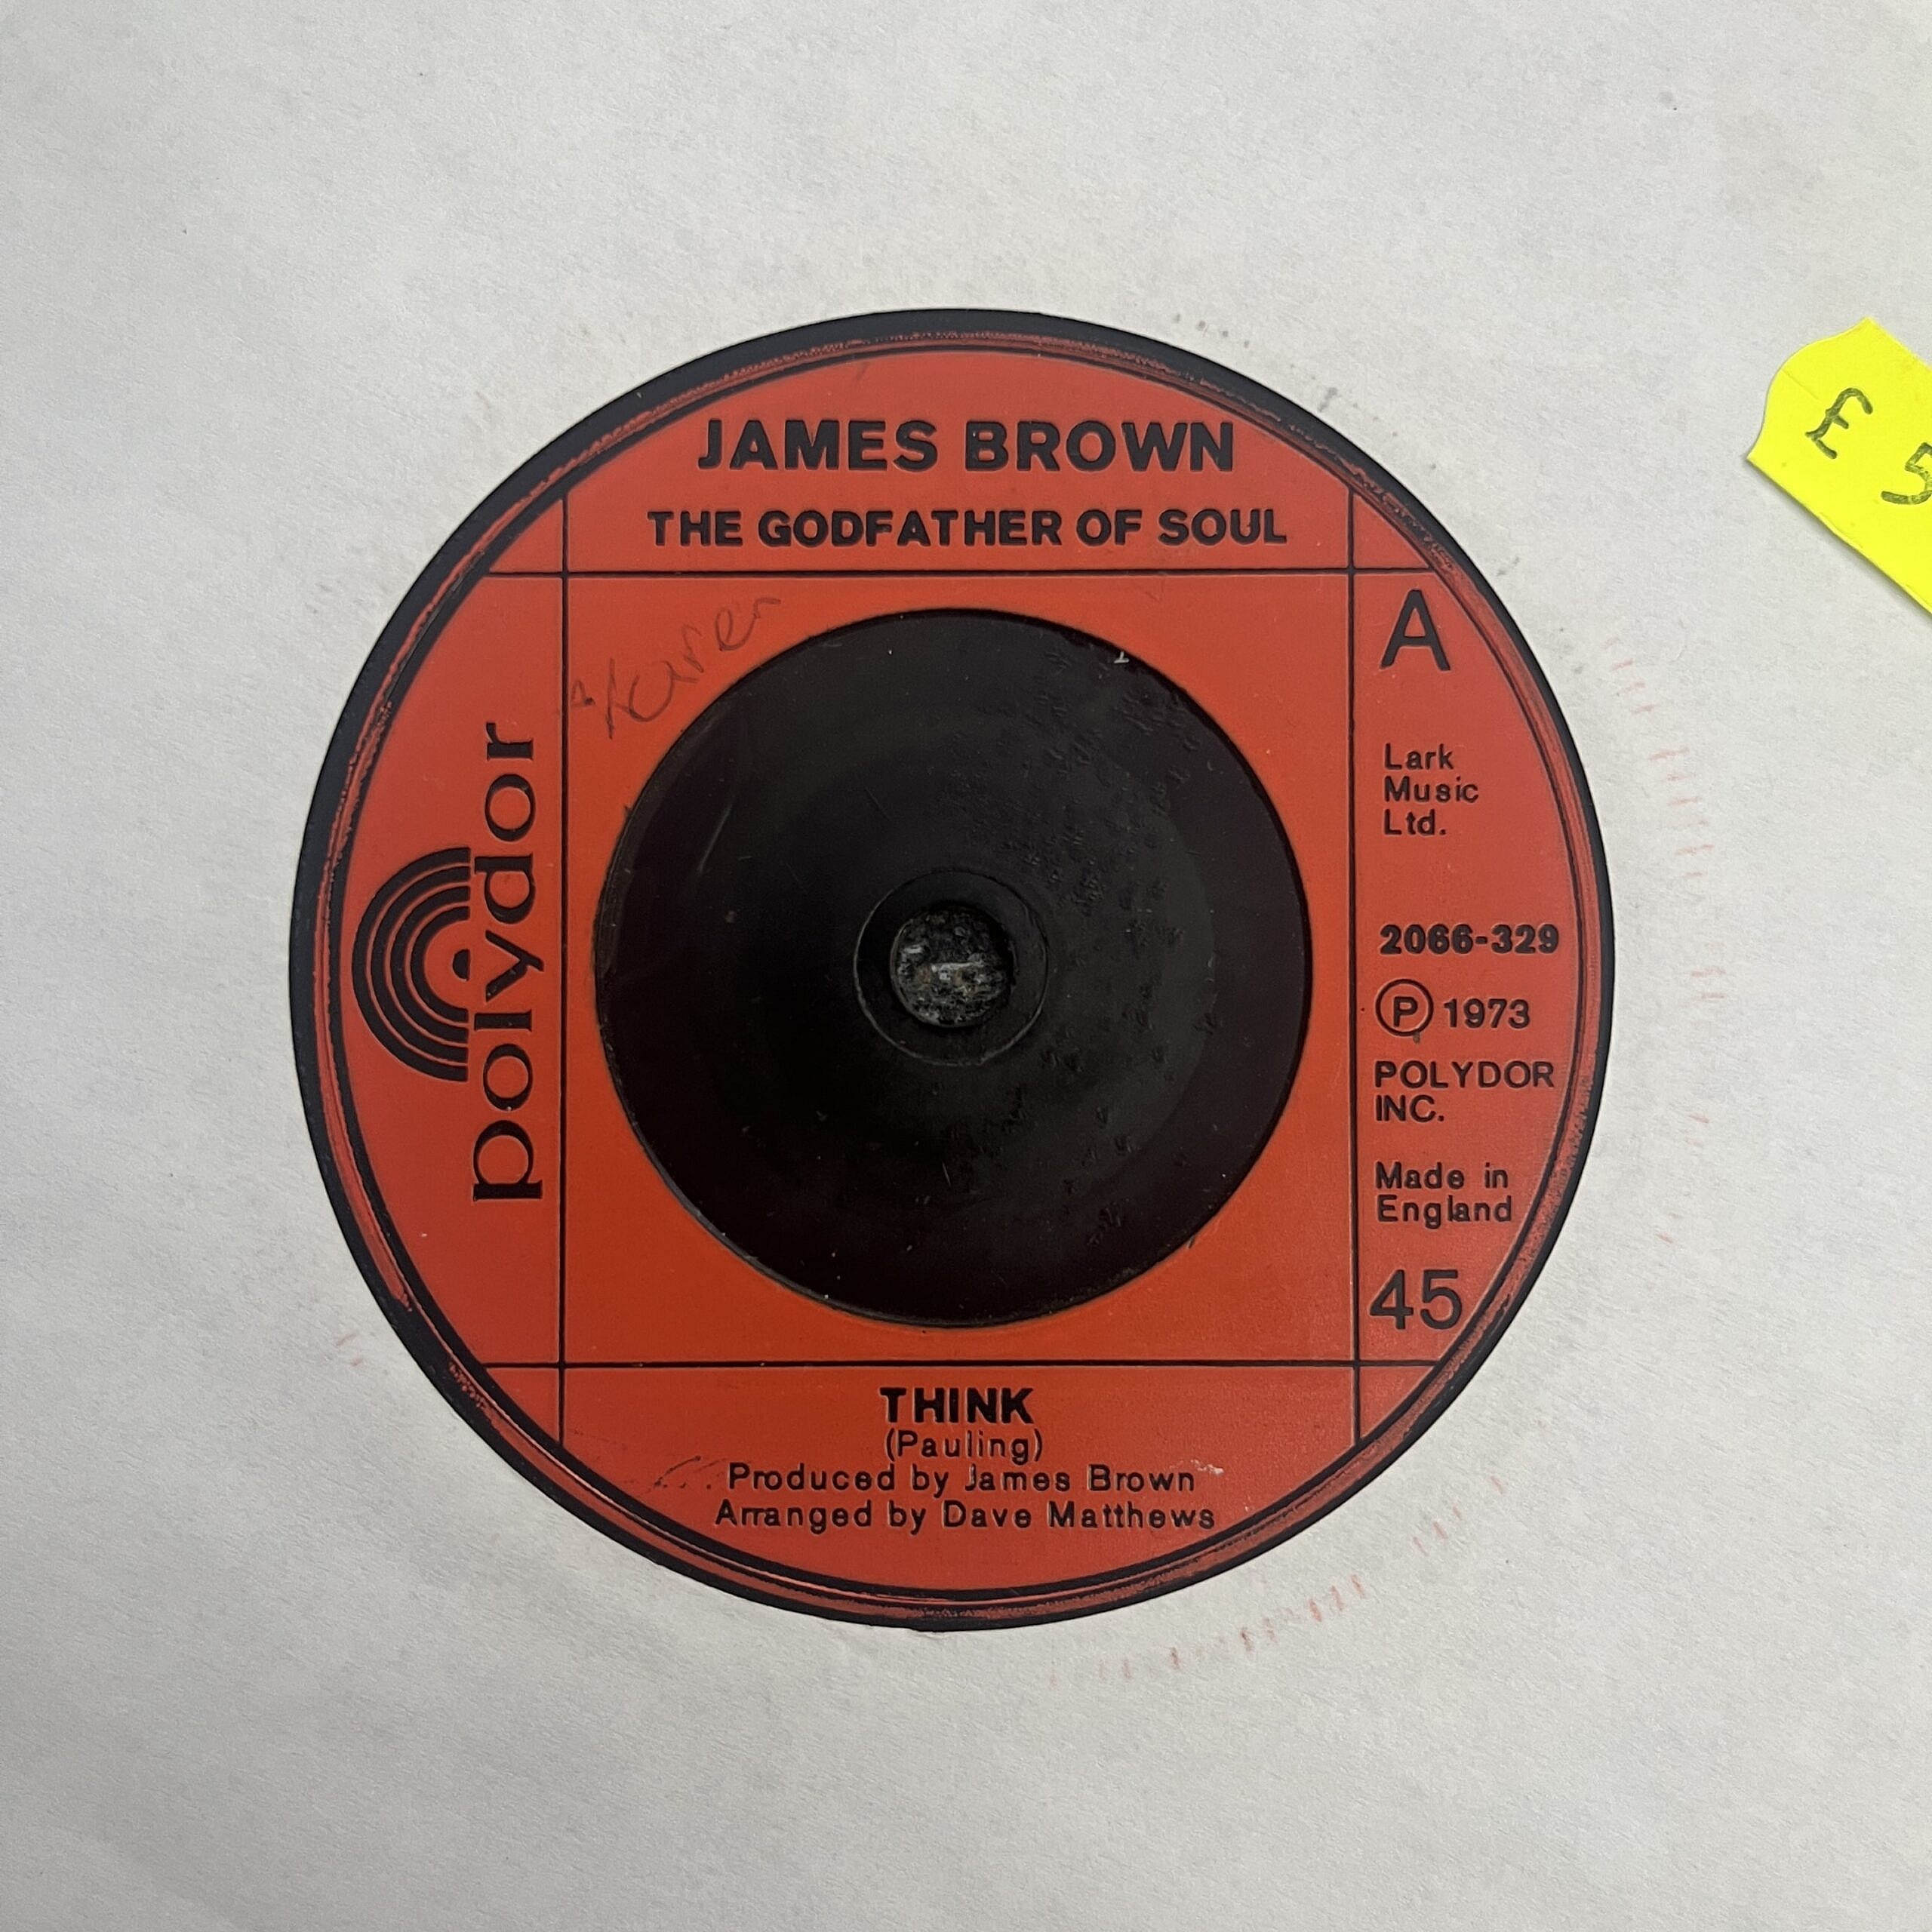 JAMES BROWN
THE GODFATHER OF SOUL
Karen
polydor
A
Lark
Music
Ltd.
2066-329
Ⓟ 1973
POLYDOR
INC.
Made in
England
45
THINK
(Pauling)
Produced by James Brown
Arranged by Dave Matthews
£ 5